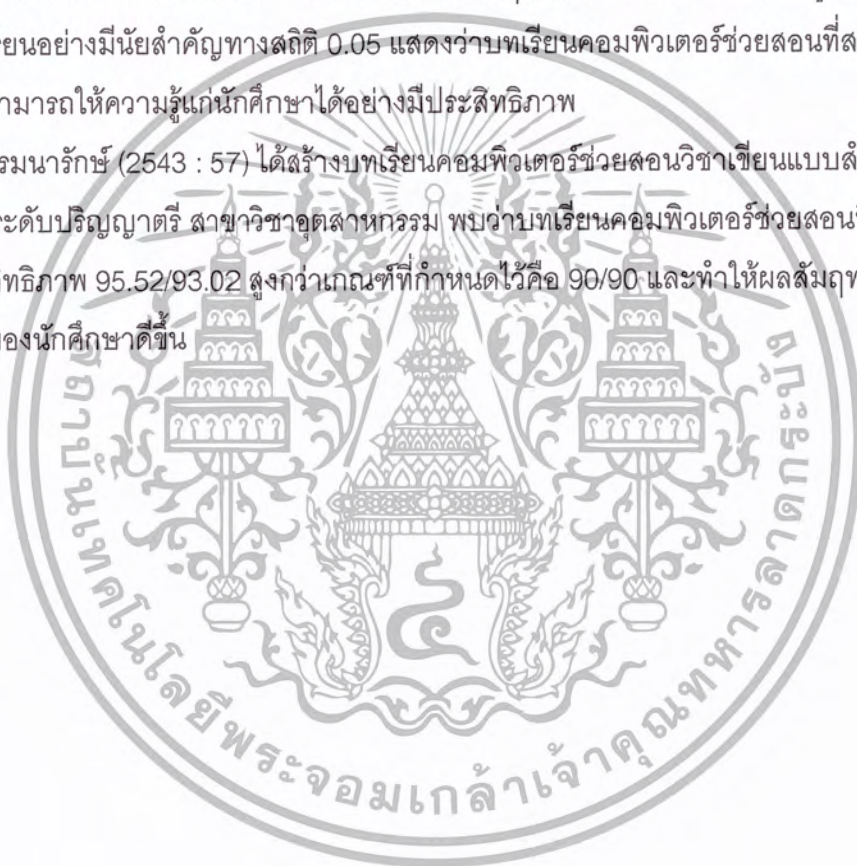 รียนอย่างมีนัยสำคัญทางสถิติ 0.05 แสดงว่าบทเรียนคอมพิวเตอร์ช่วยสอนที่ส
ามารถให้ความรู้แก่นักศึกษาได้อย่างมีประสิทธิภาพ
รมนารักษ์ (2543 : 57) ได้สร้างบทเรียนคอมพิวเตอร์ช่วยสอนวิชาเขียนแบบสำ
ระดับปริญญาตรี สาขาวิชาอุตสาหกรรม พบว่าบทเรียนคอมพิวเตอร์ช่วยสอนวิ
ทธิภาพ 95.52/93.02 สูงกว่าเกณฑ์ที่กำหนดไว้คือ 90/90 และทำให้ผลสัมฤท
องนักศึกษาดีขึ้น
สถาบันเทคโนโลยีพระจอมเกล้าเจ้าคุณทหารลาดกระบัง